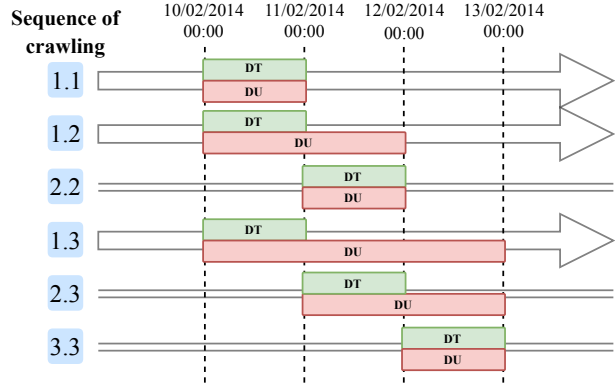 Sequence of
crawling
10/02/2014 11/02/2014 12/02/2014 13/02/2014
00:00 00:00 00:00 00:00
1.1
DT
DU
1.2
DT
DU
2.2
DT
DU
1.3
DT
DU
2.3
DT
DU
3.3
DT
DU